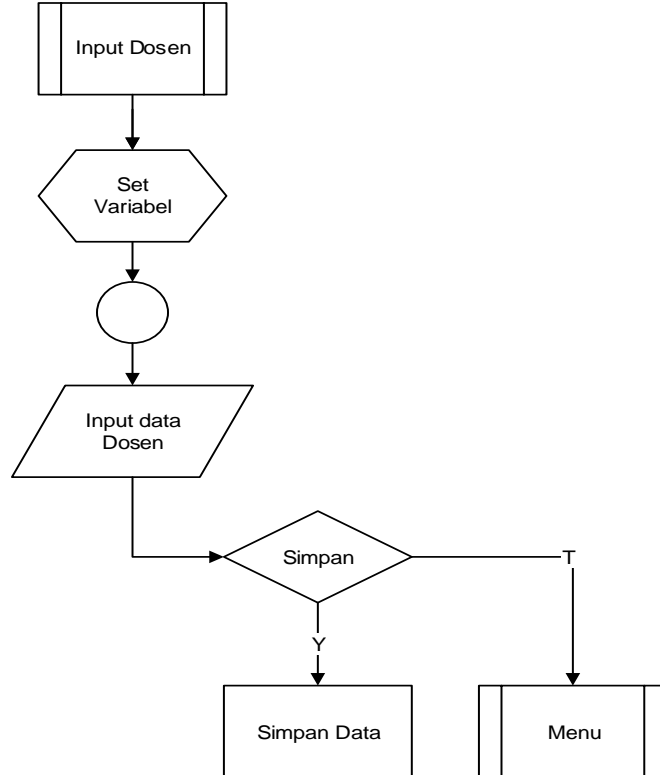 Input Dosen
Set
Variabel
Input data
Dosen
Simpan
T
Y
Simpan Data
Menu